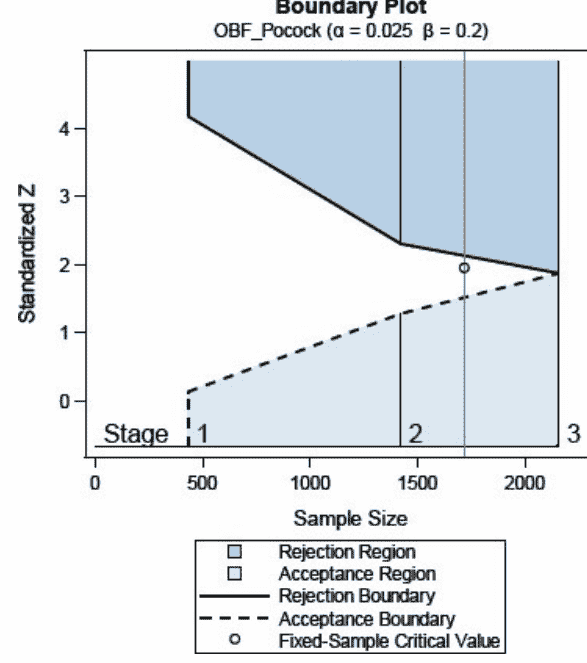 Boundary Plot
OBF_Pocock (α = 0.025 β = 0.2)
Standardized Z
4
3
2
1
0
Stage 1 2 3
0 500 1000 1500 2000
Sample Size
Rejection Region
Acceptance Region
Rejection Boundary
Acceptance Boundary
Fixed-Sample Critical Value